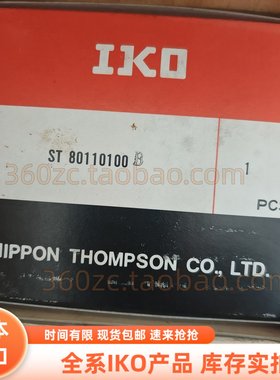 IKO
ST 80110100 B
1
PC
360zc.taobao.com
360zc.taobao.com
NIPPON THOMPSON CO., LTD.
时间有限 现货包邮 速来抢抢
全系IKO产品 库存实拍